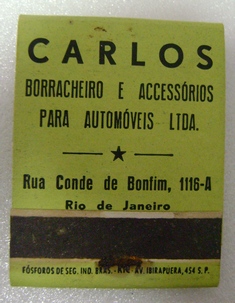 CARLOS
BORRACHEIRO E ACCESSÓRIOS
PARA AUTOMÓVEIS LTDA.
Rua Conde de Bonfim, 1116-A
Rio de Janeiro
FÓSFOROS DE SEG. IND. BRAS. AV. IBIRAPUERA, 454 S. P.